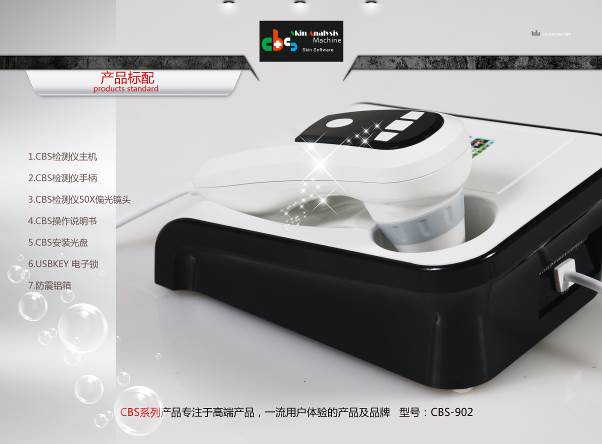 cbs
Skin Analysis
Machine
Skin Software
产品标配
products standard
1.CBS检测仪主机
2.CBS检测仪手柄
3.CBS检测仪50X偏光镜头
4.CBS操作说明书
5.CBS安装光盘
6.USBKEY 电子锁
7.防震铝箱
CBS系列产品专注于高端产品，一流用户体验的产品及品牌 型号：CBS-902